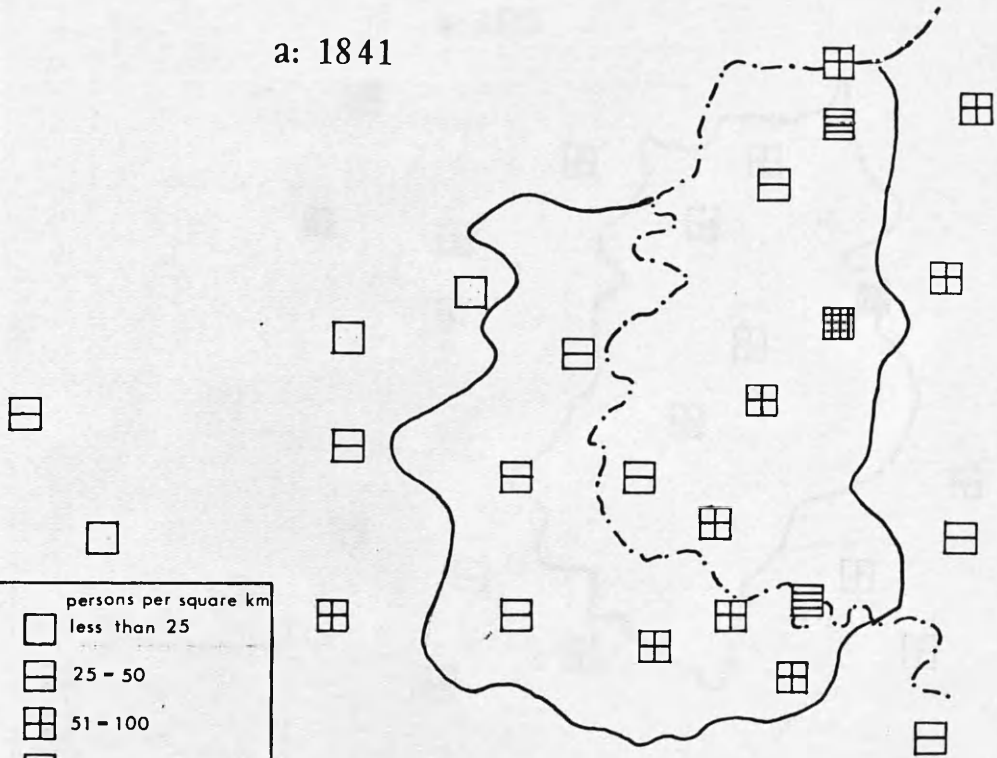 a: 1841
persons per square km
less than 25
25 - 50
51 - 100